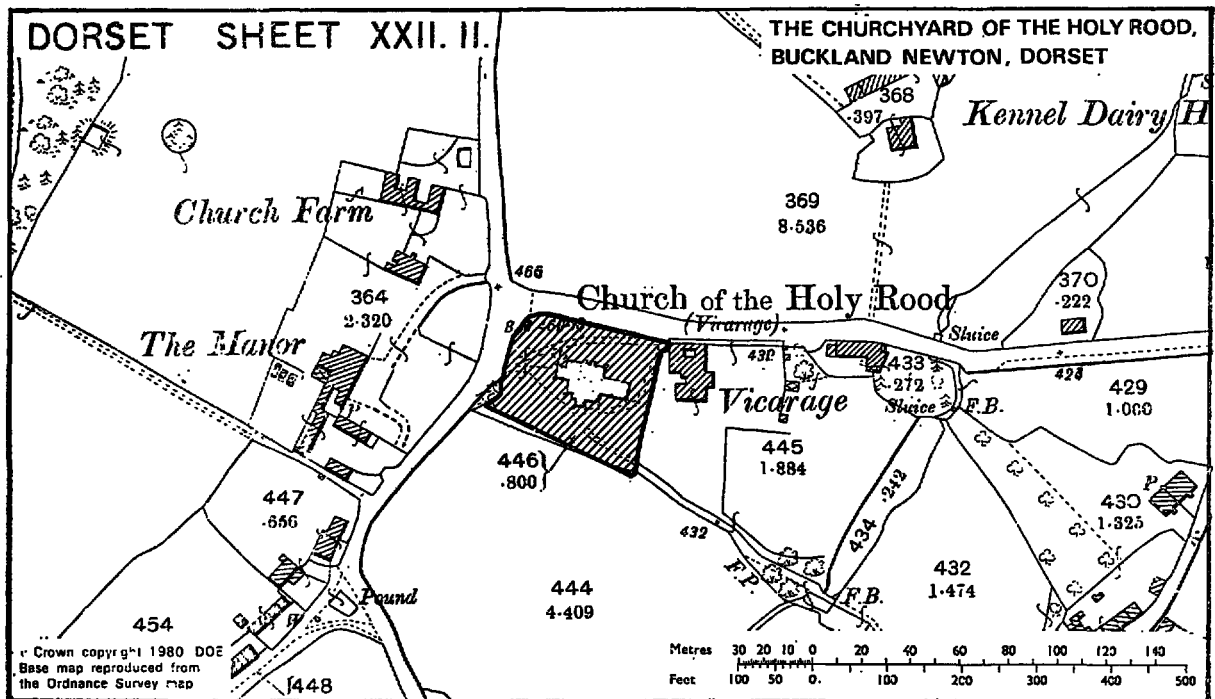 DORSET SHEET XXII. II.
THE CHURCHYARD OF THE HOLY ROOD,
BUCKLAND NEWTON, DORSET
368
·397
Kennel Dairy H
369
8·536
Church Farm
466
364
2·320
Church of the Holy Rood
(Vicarage).
370
·222
Sluice
The Manor
433
·272
428
429
1·000
Vicarage
Sluice
F.B.
445
1·884
446
·800
447
·656
·242
434
P
430
1·325
432
F.P.
F.B.
432
1·474
444
4·409
Pound
454
448
Crown copyright 1980 DOE
Base map reproduced from
the Ordnance Survey map
Metres 30 20 10 0 20 40 60 80 100 120 140
Feet 100 50 0. 100 200 300 400 500